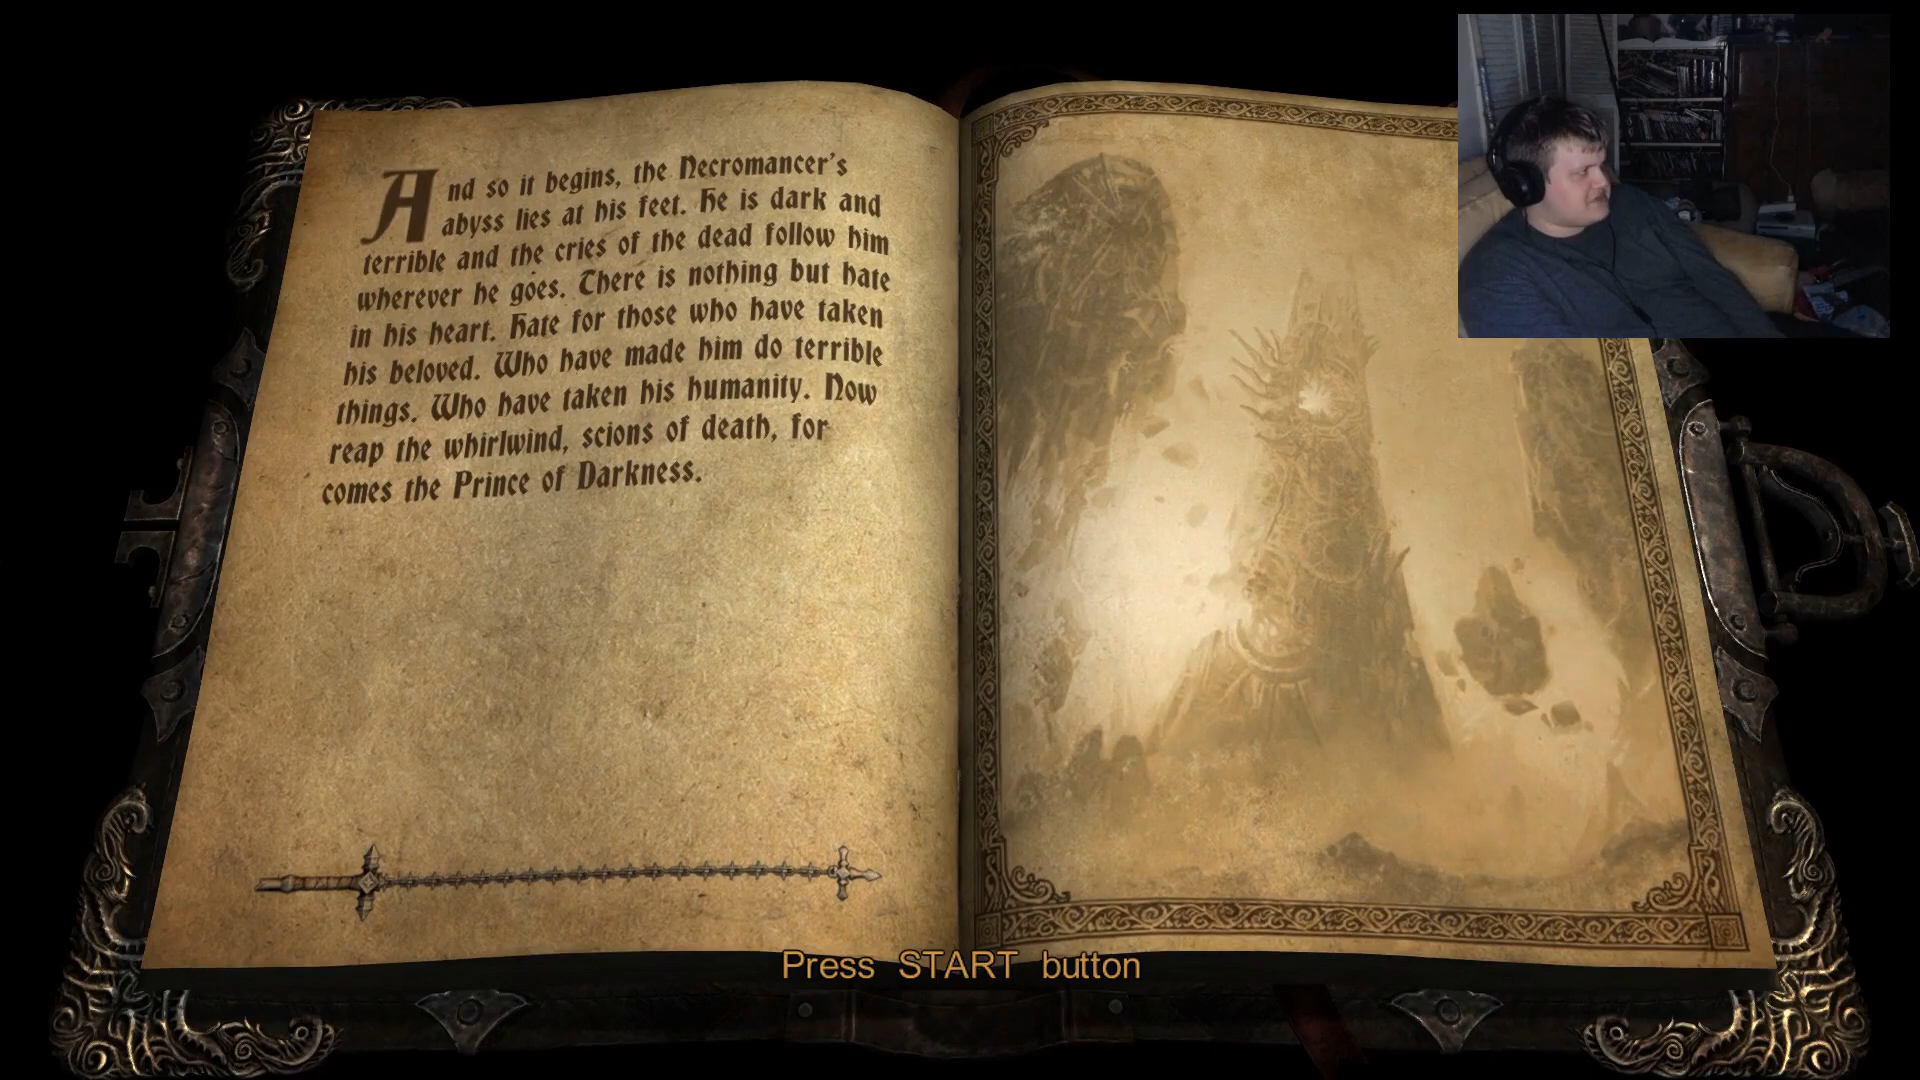 And so it begins, the Necromancer's
abyss lies at his feet. He is dark and
terrible and the cries of the dead follow him
wherever he goes. There is nothing but hate
in his heart. Hate for those who have taken
his beloved. Who have made him do terrible
things. Who have taken his humanity. Now
reap the whirlwind, scions of death, for
comes the Prince of Darkness.
Press START button